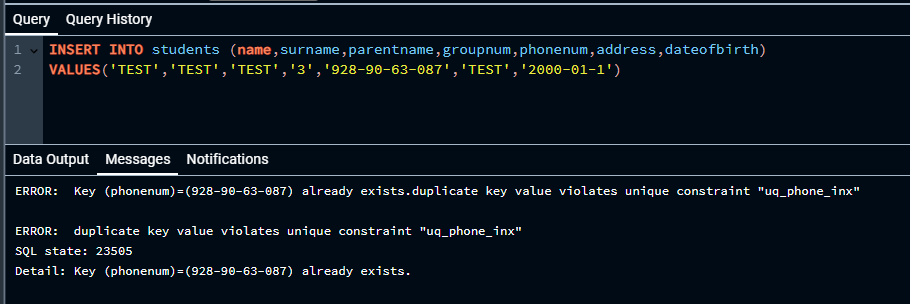 Query Query History
1 INSERT INTO students (name,surname,parentname,groupnum,phonenum,address,dateofbirth)
2 VALUES('TEST','TEST','TEST','3','928-90-63-087','TEST','2000-01-1')
Data Output Messages Notifications
ERROR:  Key (phonenum)=(928-90-63-087) already exists.duplicate key value violates unique constraint "uq_phone_inx"
ERROR:  duplicate key value violates unique constraint "uq_phone_inx"
SQL state: 23505
Detail: Key (phonenum)=(928-90-63-087) already exists.